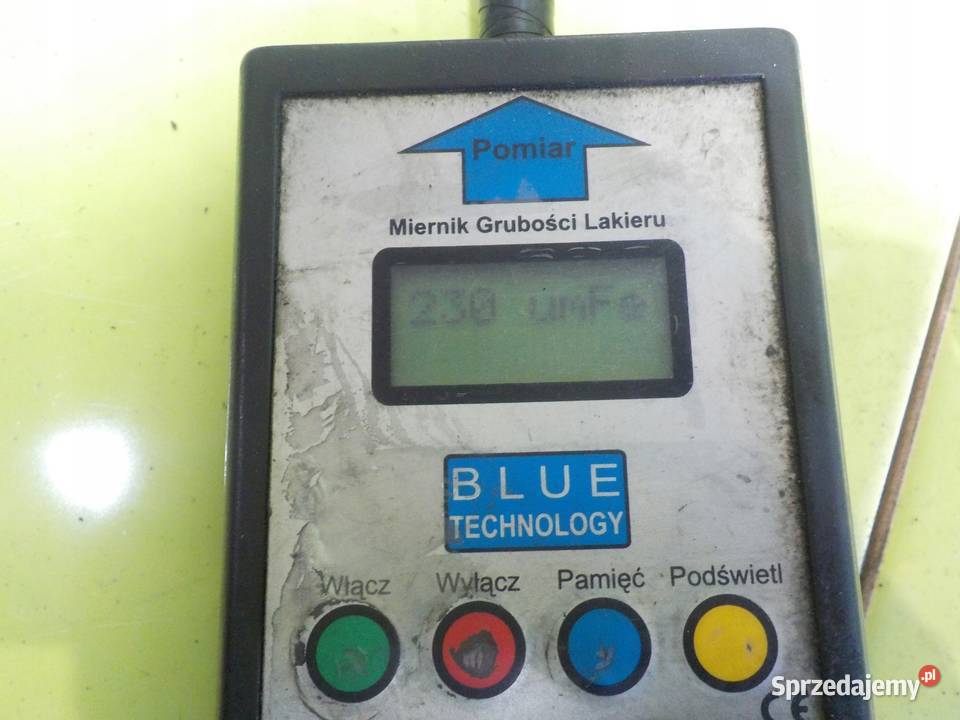 Pomiar
Miernik Grubości Lakieru
230 umFe
BLUE
TECHNOLOGY
Włącz Wyłącz Pamięć Podświetl
CE
Sprzedajemy.pl